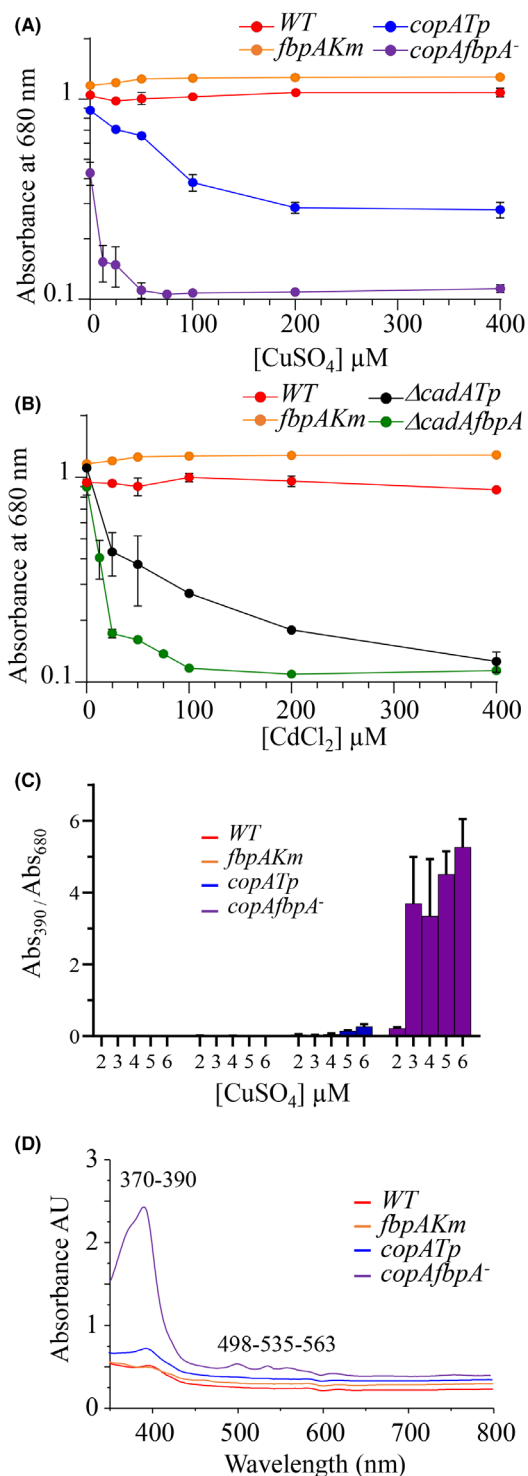 (A)
WT
copATp
fbpAKm
copAfbpA⁻
Absorbance at 680 nm
1
0.1
0 100 200 300 400
[CuSO₄] µM
(B)
WT
ΔcadATp
fbpAKm
ΔcadAfbpA
Absorbance at 680 nm
1
0.1
0 100 200 300 400
[CdCl₂] µM
(C)
WT
fbpAKm
copATp
copAfbpA⁻
Abs₃₉₀ / Abs₆₈₀
6
4
2
0
2 3 4 5 6 2 3 4 5 6 2 3 4 5 6 2 3 4 5 6
[CuSO₄] µM
(D)
3
370-390
WT
fbpAKm
copATp
copAfbpA⁻
Absorbance AU
2
1
498-535-563
0
400 500 600 700 800
Wavelength (nm)